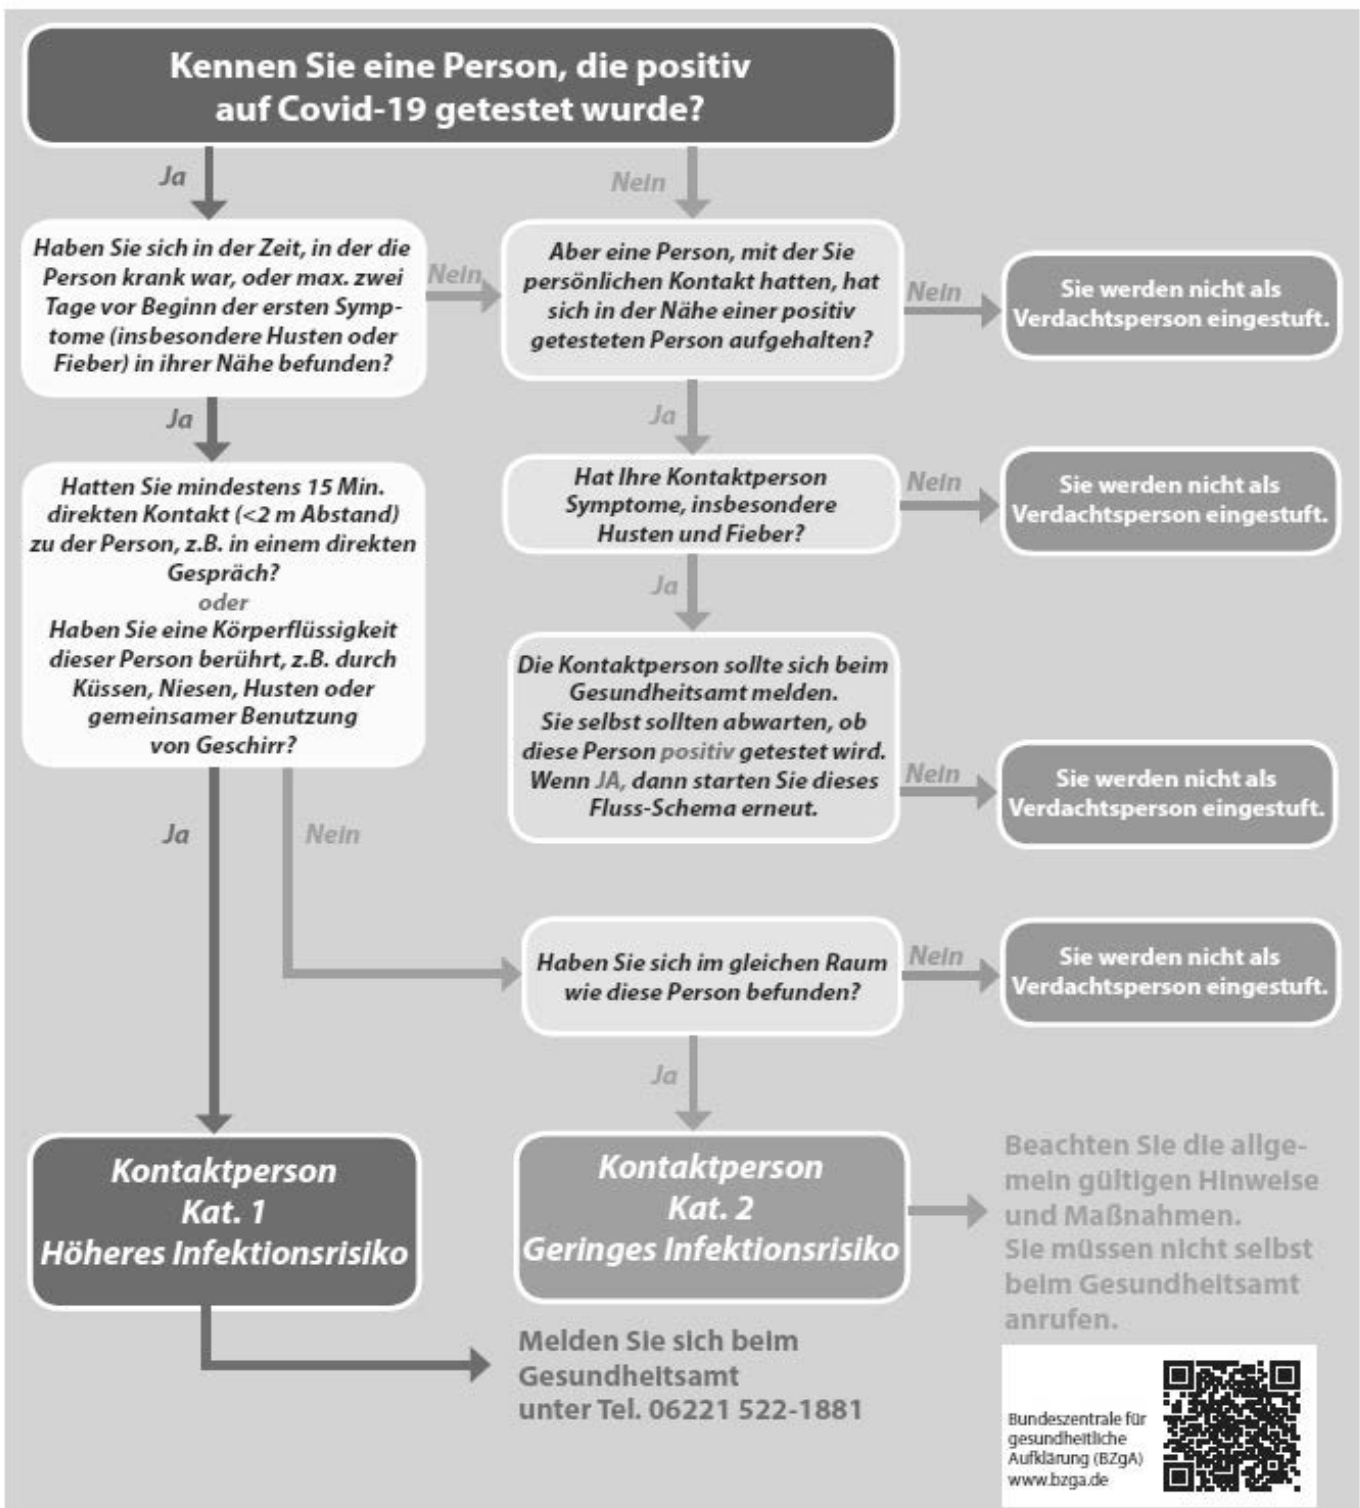 Kennen Sie eine Person, die positiv
auf Covid-19 getestet wurde?
Ja
Nein
Haben Sie sich in der Zeit, in der die
Person krank war, oder max. zwei
Tage vor Beginn der ersten Symp-
tome (insbesondere Husten oder
Fieber) in ihrer Nähe befunden?
Nein
Aber eine Person, mit der Sie
persönlichen Kontakt hatten, hat
sich in der Nähe einer positiv
getesteten Person aufgehalten?
Nein
Sie werden nicht als
Verdachtsperson eingestuft.
Ja
Ja
Hatten Sie mindestens 15 Min.
direkten Kontakt (<2 m Abstand)
zu der Person, z.B. in einem direkten
Gespräch?
oder
Haben Sie eine Körperflüssigkeit
dieser Person berührt, z.B. durch
Küssen, Niesen, Husten oder
gemeinsamer Benutzung
von Geschirr?
Hat Ihre Kontaktperson
Symptome, insbesondere
Husten und Fieber?
Nein
Sie werden nicht als
Verdachtsperson eingestuft.
Ja
Die Kontaktperson sollte sich beim
Gesundheitsamt melden.
Sie selbst sollten abwarten, ob
diese Person positiv getestet wird.
Wenn JA, dann starten Sie dieses
Fluss-Schema erneut.
Nein
Sie werden nicht als
Verdachtsperson eingestuft.
Ja
Nein
Haben Sie sich im gleichen Raum
wie diese Person befunden?
Nein
Sie werden nicht als
Verdachtsperson eingestuft.
Ja
Kontaktperson
Kat. 1
Höheres Infektionsrisiko
Kontaktperson
Kat. 2
Geringes Infektionsrisiko
Beachten Sie die allge-
mein gültigen Hinweise
und Maßnahmen.
Sie müssen nicht selbst
beim Gesundheitsamt
anrufen.
Melden Sie sich beim
Gesundheitsamt
unter Tel. 06221 522-1881
Bundeszentrale für
gesundheitliche
Aufklärung (BZgA)
www.bzga.de